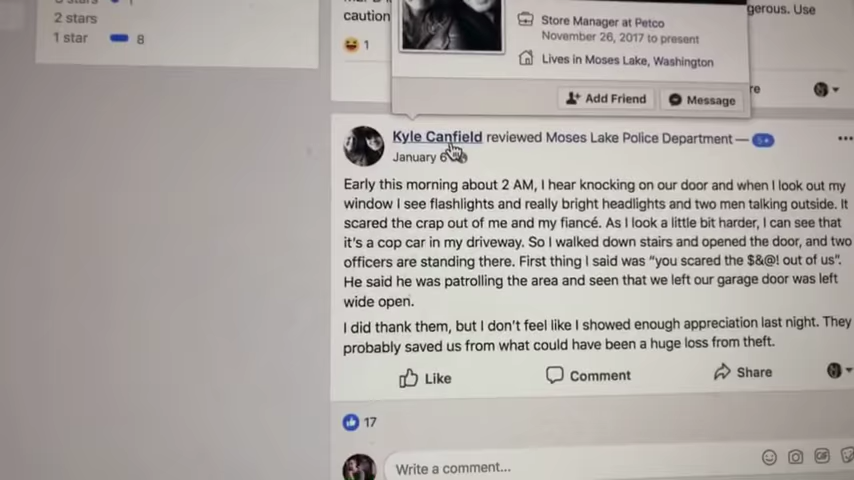 2 stars
1 star 8
caution
gerous. Use
1
Store Manager at Petco
November 26, 2017 to present
Lives in Moses Lake, Washington
re
Add Friend Message
Kyle Canfield reviewed Moses Lake Police Department — 5★
January 6
Early this morning about 2 AM, I hear knocking on our door and when I look out my
window I see flashlights and really bright headlights and two men talking outside. It
scared the crap out of me and my fiancé. As I look a little bit harder, I can see that
it's a cop car in my driveway. So I walked down stairs and opened the door, and two
officers are standing there. First thing I said was "you scared the $&@! out of us".
He said he was patrolling the area and seen that we left our garage door was left
wide open.
I did thank them, but I don't feel like I showed enough appreciation last night. They
probably saved us from what could have been a huge loss from theft.
Like Comment Share
17
Write a comment...
GIF